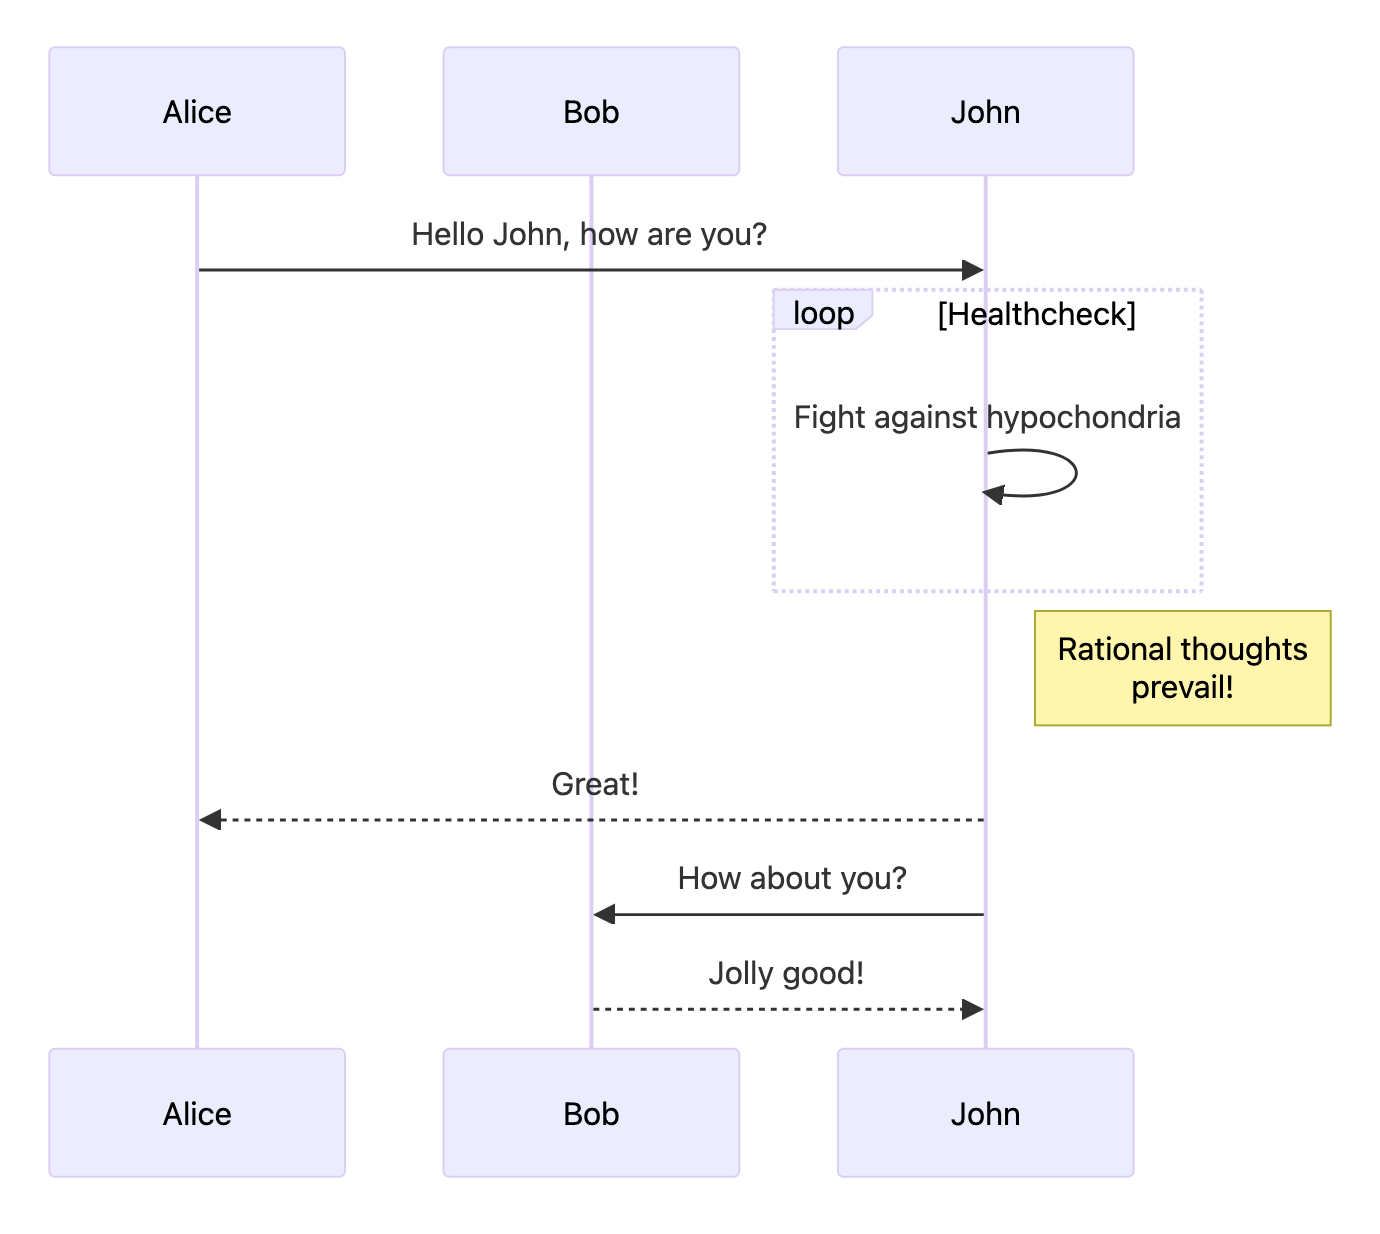 Alice
Bob
John
Hello John, how are you?
loop
[Healthcheck]
Fight against hypochondria
Rational thoughts
prevail!
Great!
How about you?
Jolly good!
Alice
Bob
John